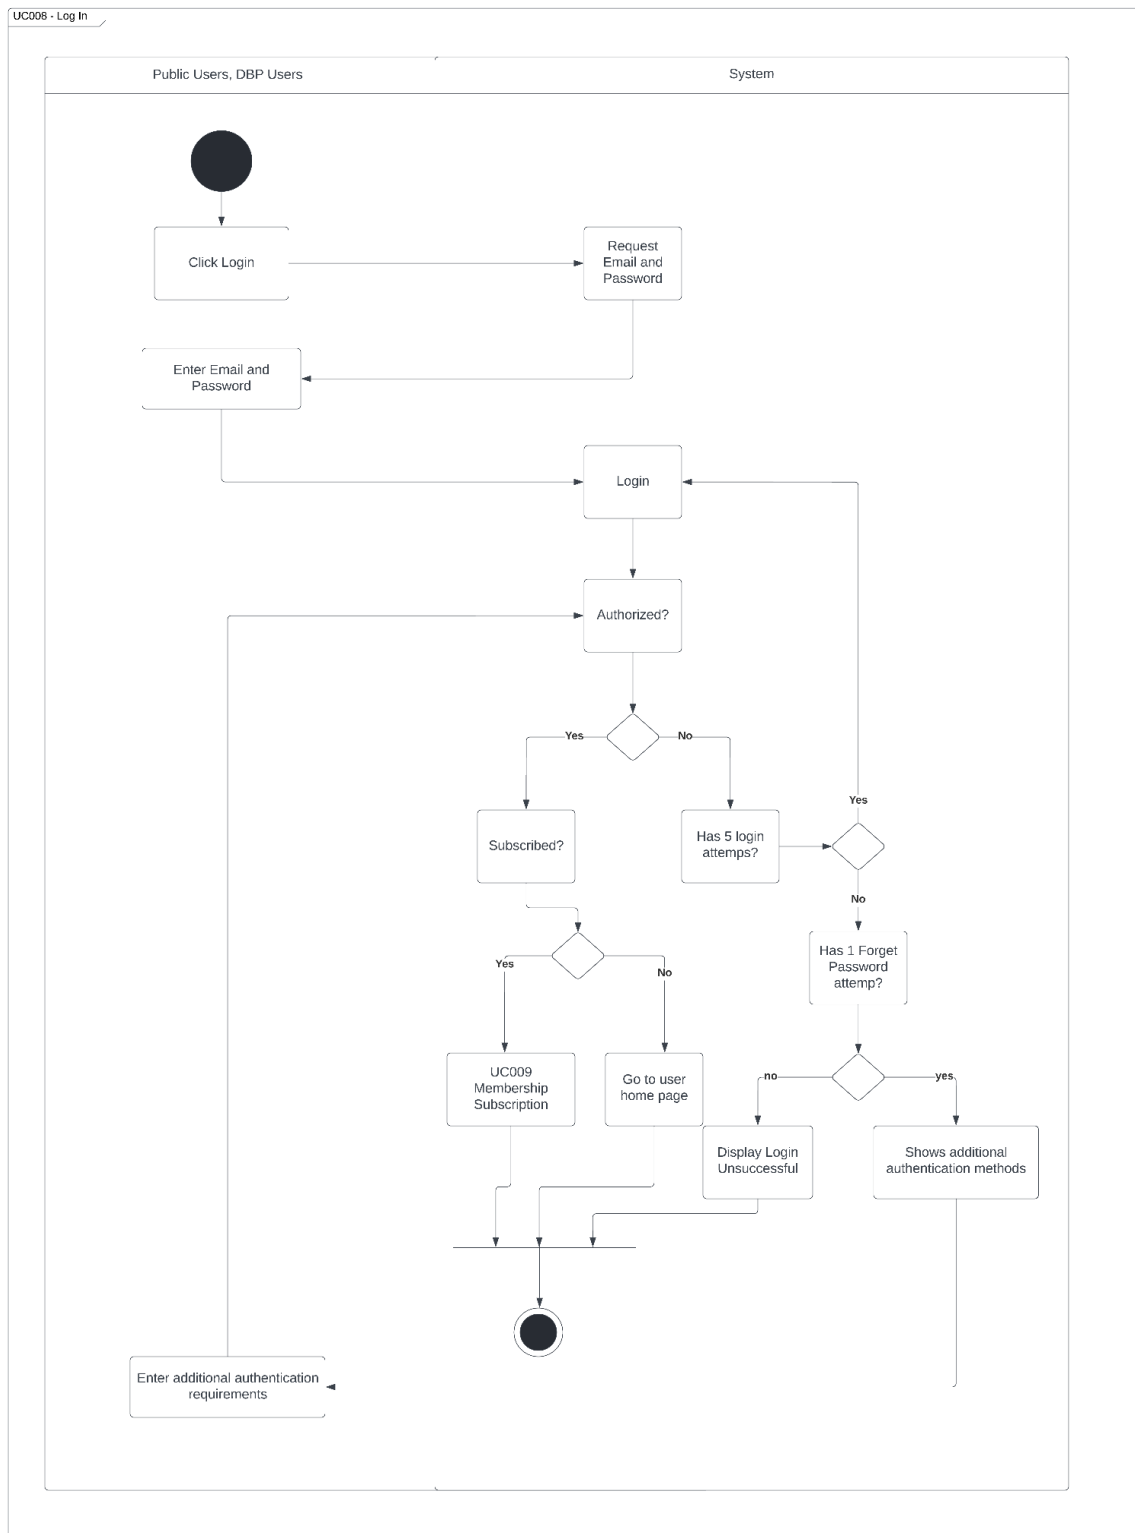 UC008 - Log In
Public Users, DBP Users
System
Click Login
Request
Email and
Password
Enter Email and
Password
Login
Authorized?
Yes
No
Subscribed?
Has 5 login
attemps?
Yes
No
Yes
No
Has 1 Forget
Password
attemp?
UC009
Membership
Subscription
Go to user
home page
no
yes
Display Login
Unsuccessful
Shows additional
authentication methods
Enter additional authentication
requirements